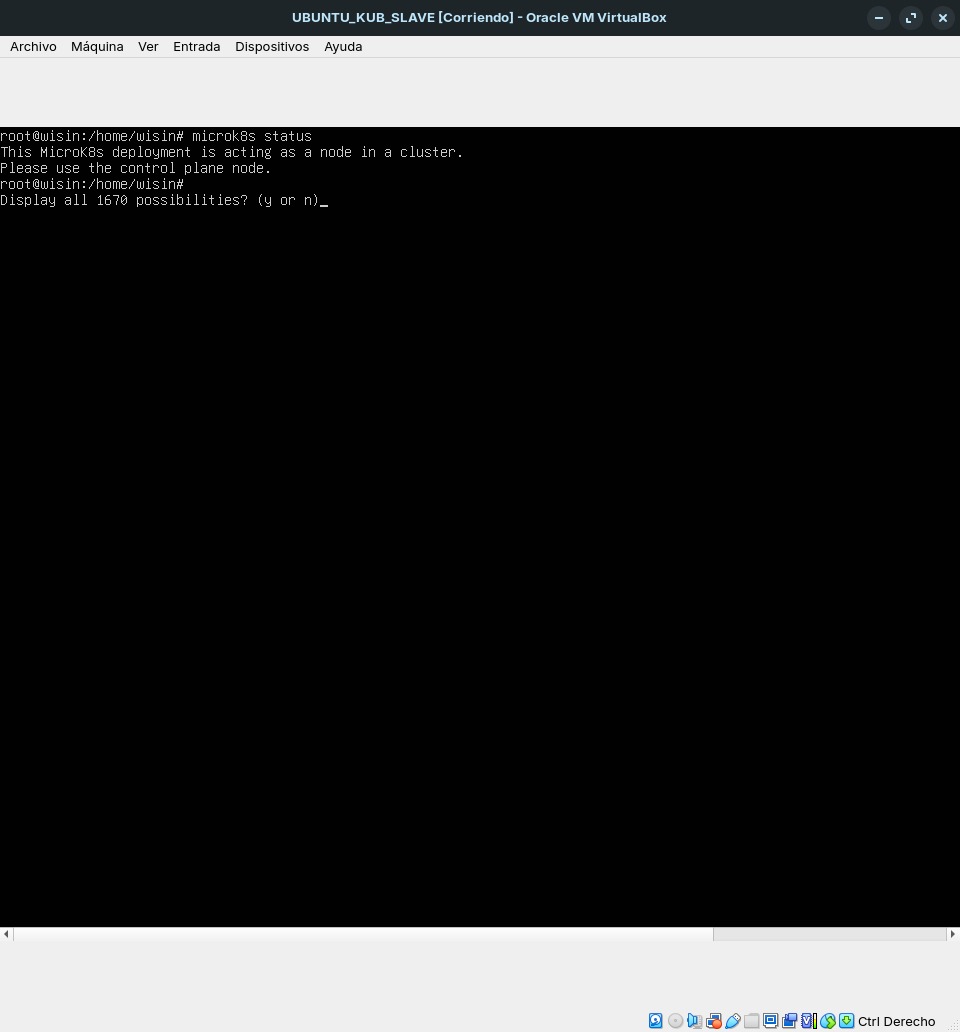 UBUNTU_KUB_SLAVE [Corriendo] - Oracle VM VirtualBox
Archivo Máquina Ver Entrada Dispositivos Ayuda
root@wisin:/home/wisin# microk8s status
This MicroK8s deployment is acting as a node in a cluster.
Please use the control plane node.
root@wisin:/home/wisin#
Display all 1670 possibilities? (y or n)_
Ctrl Derecho